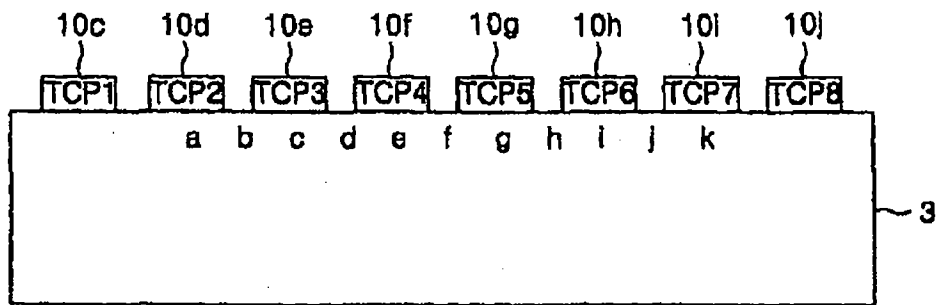 10c 10d 10e 10f 10g 10h 10i 10j
TCP1 TCP2 TCP3 TCP4 TCP5 TCP6 TCP7 TCP8
a b c d e f g h i j k
3